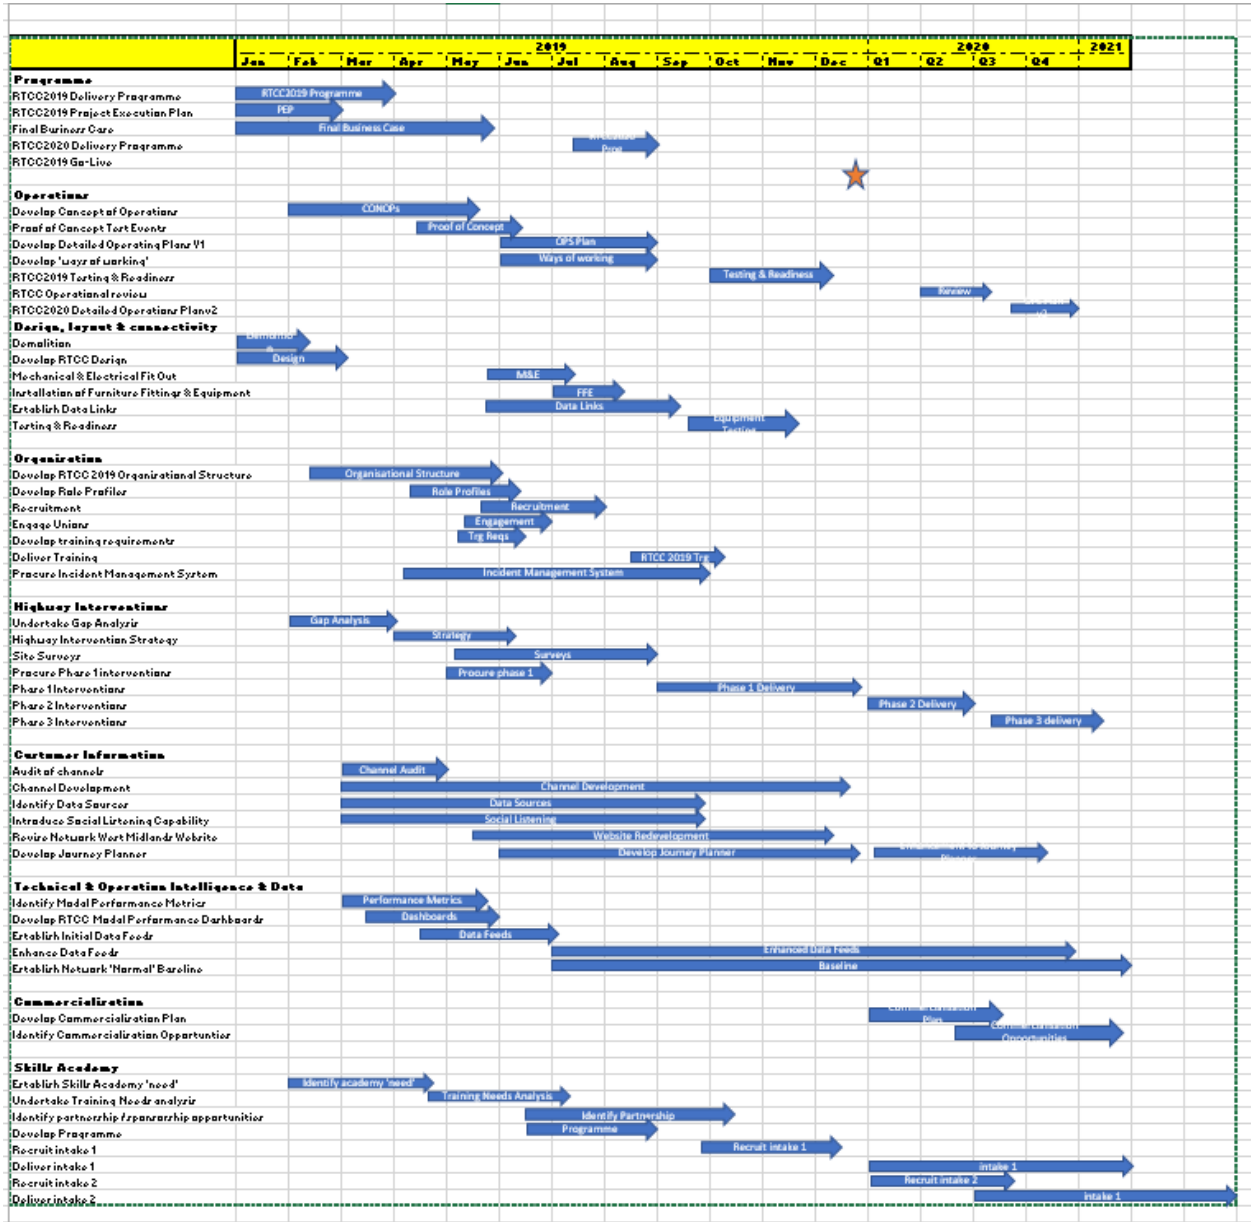 2019 2020 2021
Jan Feb Mar Apr May Jun Jul Aug Sep Oct Nov Dec Q1 Q2 Q3 Q4
Programme
RTCC2019 Delivery Programme RTCC2019 Programme
RTCC2019 Project Execution Plan PEP
Final Business Case Final Business Case
RTCC2020 Delivery Programme Prog
RTCC2019 Go-Live
Operations
Develop Concept of Operations CONOPs
Proof of Concept Test Events Proof of Concept
Develop Detailed Operating Plans V1 OPS Plan
Develop 'ways of working' Ways of working
RTCC2019 Testing & Readiness Testing & Readiness
RTCC Operational review Review
RTCC2020 Detailed Operations Plan v2
Design, layout & connectivity
Demolition
Develop RTCC Design Design
Mechanical & Electrical Fit Out M&E
Installation of Furniture Fittings & Equipment FFE
Establish Data Links Data Links
Testing & Readiness Equipment Testing
Organisation
Develop RTCC 2019 Organisational Structure Organisational Structure
Develop Role Profiles Role Profiles
Recruitment Recruitment
Engage Unions Engagement
Develop training requirements Trg Reqs
Deliver Training RTCC 2019 Trg
Procure Incident Management System Incident Management System
Highway Interventions
Undertake Gap Analysis Gap Analysis
Highway Intervention Strategy Strategy
Site Surveys Surveys
Procure Phase 1 interventions Procure phase 1
Phase 1 Interventions Phase 1 Delivery
Phase 2 Interventions Phase 2 Delivery
Phase 3 Interventions Phase 3 delivery
Customer Information
Audit of channels Channel Audit
Channel Development Channel Development
Identify Data Sources Data Sources
Introduce Social Listening Capability Social Listening
Revise Network West Midlands Website Website Redevelopment
Develop Journey Planner Develop Journey Planner
Technical & Operation Intelligence & Data
Identify Modal Performance Metrics Performance Metrics
Develop RTCC Modal Performance Dashboards Dashboards
Establish Initial Data Feeds Data Feeds
Enhance Data Feeds Enhanced Data Feeds
Establish Network 'Normal' Baseline Baseline
Commercialisation
Develop Commercialisation Plan Commercialisation Plan
Identify Commercialisation Opportunities Commercialisation Opportunities
Skills Academy
Establish Skills Academy 'need' Identify academy 'need'
Undertake Training Needs analysis Training Needs Analysis
Identify partnership / sponsorship opportunities Identify Partnership
Develop Programme Programme
Recruit intake 1 Recruit intake 1
Deliver intake 1 intake 1
Recruit intake 2 Recruit intake 2
Deliver intake 2 intake 1